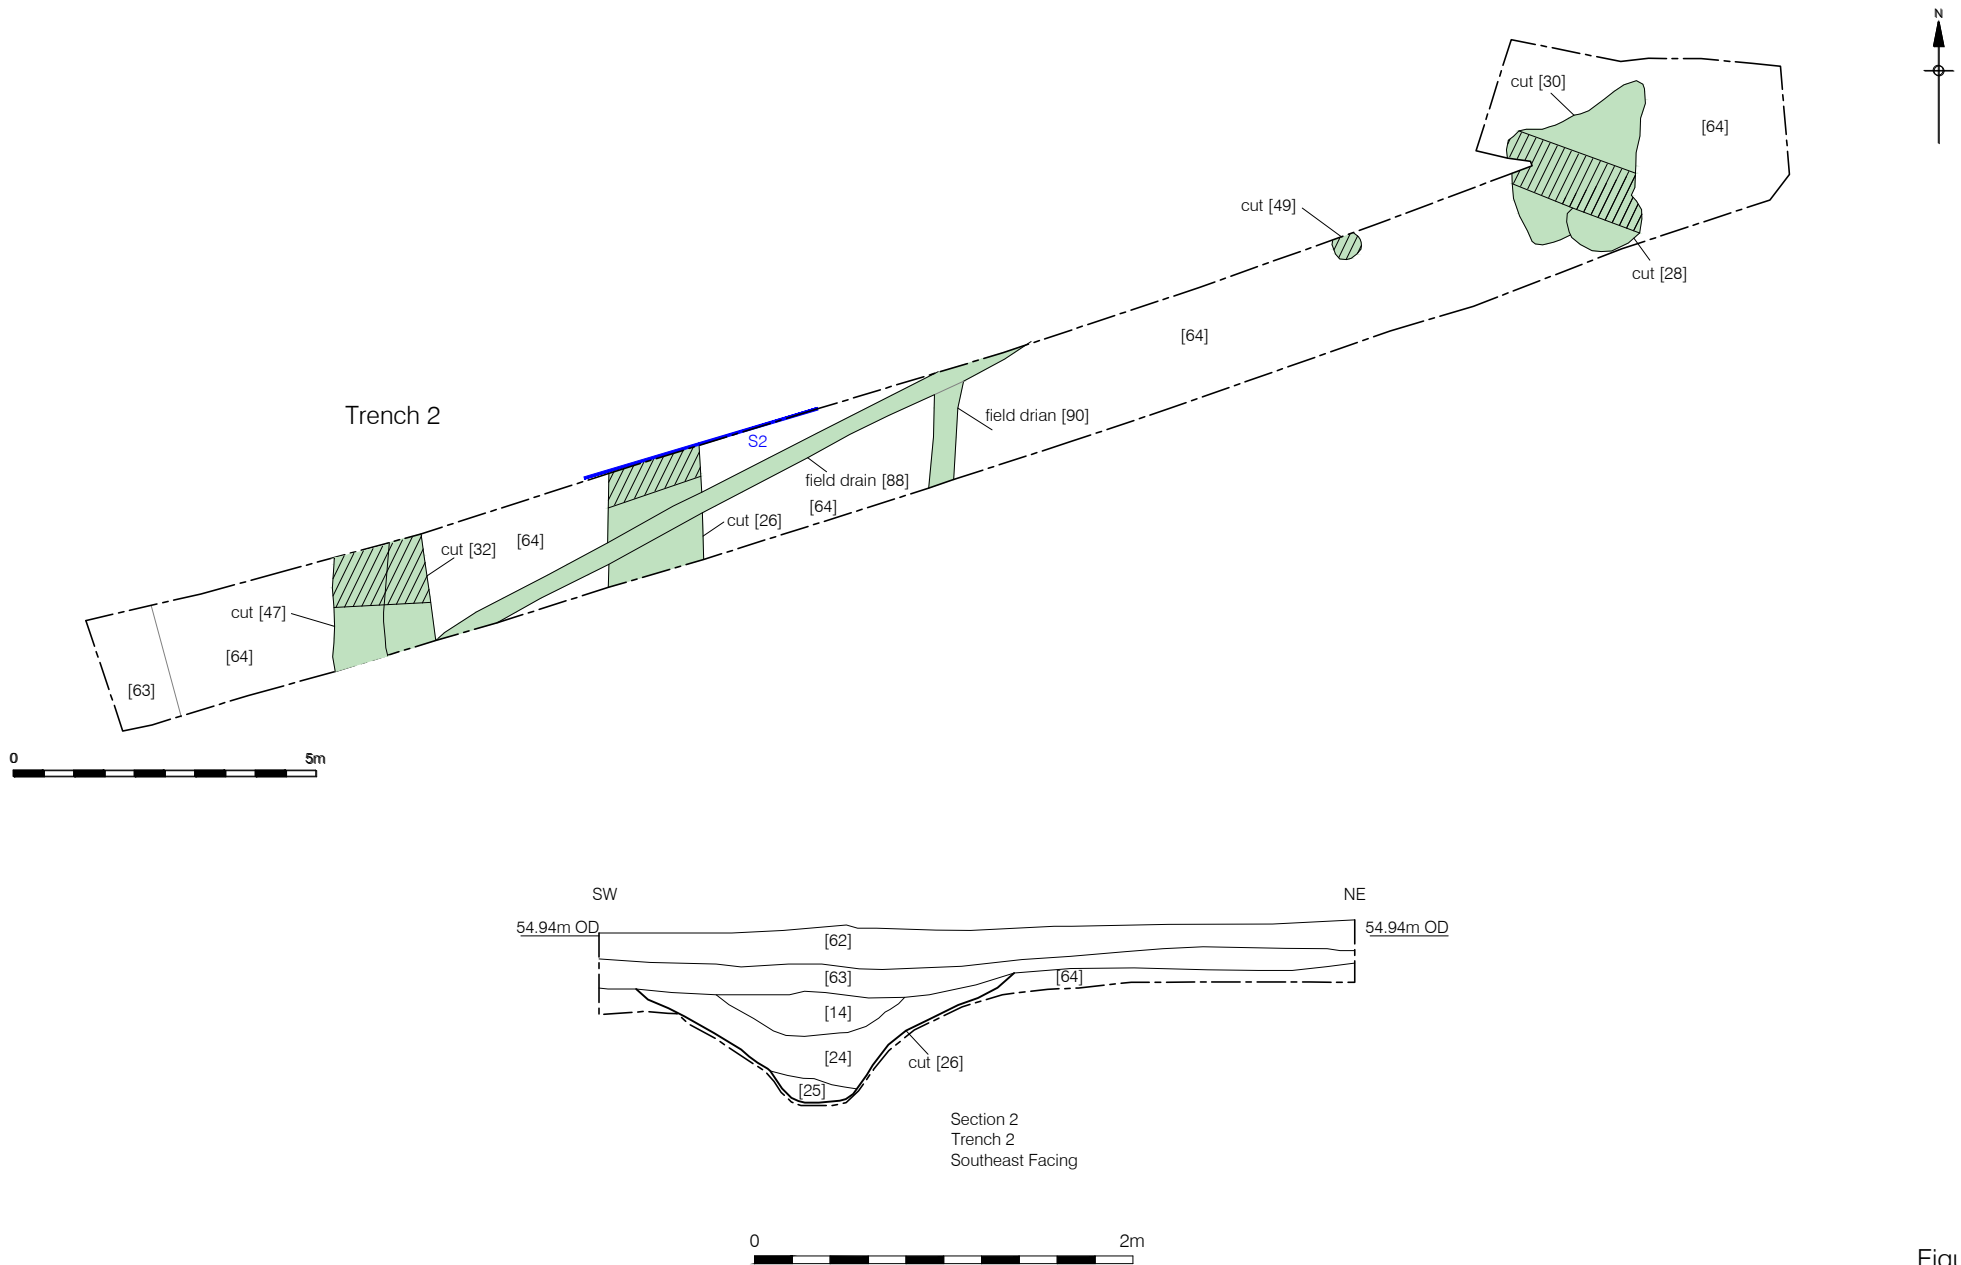 N
cut [30]
[64]
cut [49]
cut [28]
[64]
Trench 2
S2
field drian [90]
field drain [88]
[64]
cut [26]
[64]
cut [32]
cut [47]
[64]
[63]
0 5m
SW NE
54.94m OD 54.94m OD
[62]
[63]
[64]
[14]
[24]
cut [26]
[25]
Section 2
Trench 2
Southeast Facing
0 2m